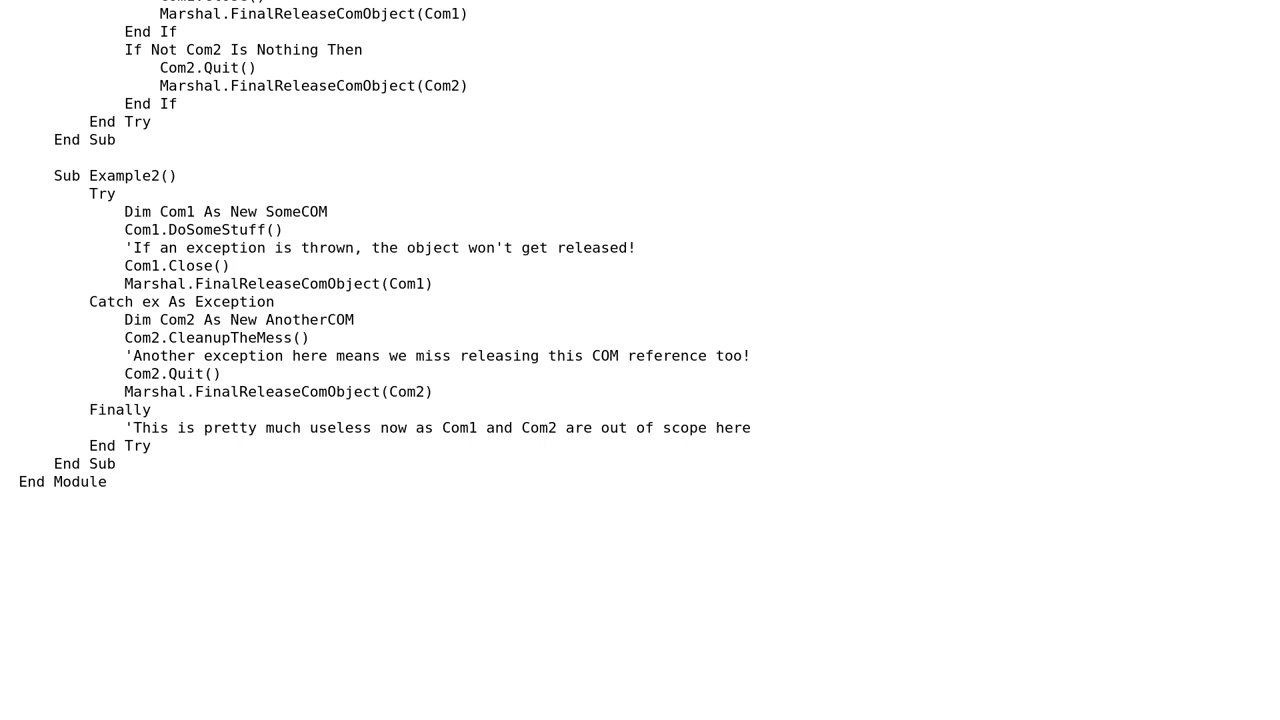 Marshal.FinalReleaseComObject(Com1)
            End If
            If Not Com2 Is Nothing Then
                Com2.Quit()
                Marshal.FinalReleaseComObject(Com2)
            End If
        End Try
    End Sub

    Sub Example2()
        Try
            Dim Com1 As New SomeCOM
            Com1.DoSomeStuff()
            'If an exception is thrown, the object won't get released!
            Com1.Close()
            Marshal.FinalReleaseComObject(Com1)
        Catch ex As Exception
            Dim Com2 As New AnotherCOM
            Com2.CleanupTheMess()
            'Another exception here means we miss releasing this COM reference too!
            Com2.Quit()
            Marshal.FinalReleaseComObject(Com2)
        Finally
            'This is pretty much useless now as Com1 and Com2 are out of scope here
        End Try
    End Sub
End Module